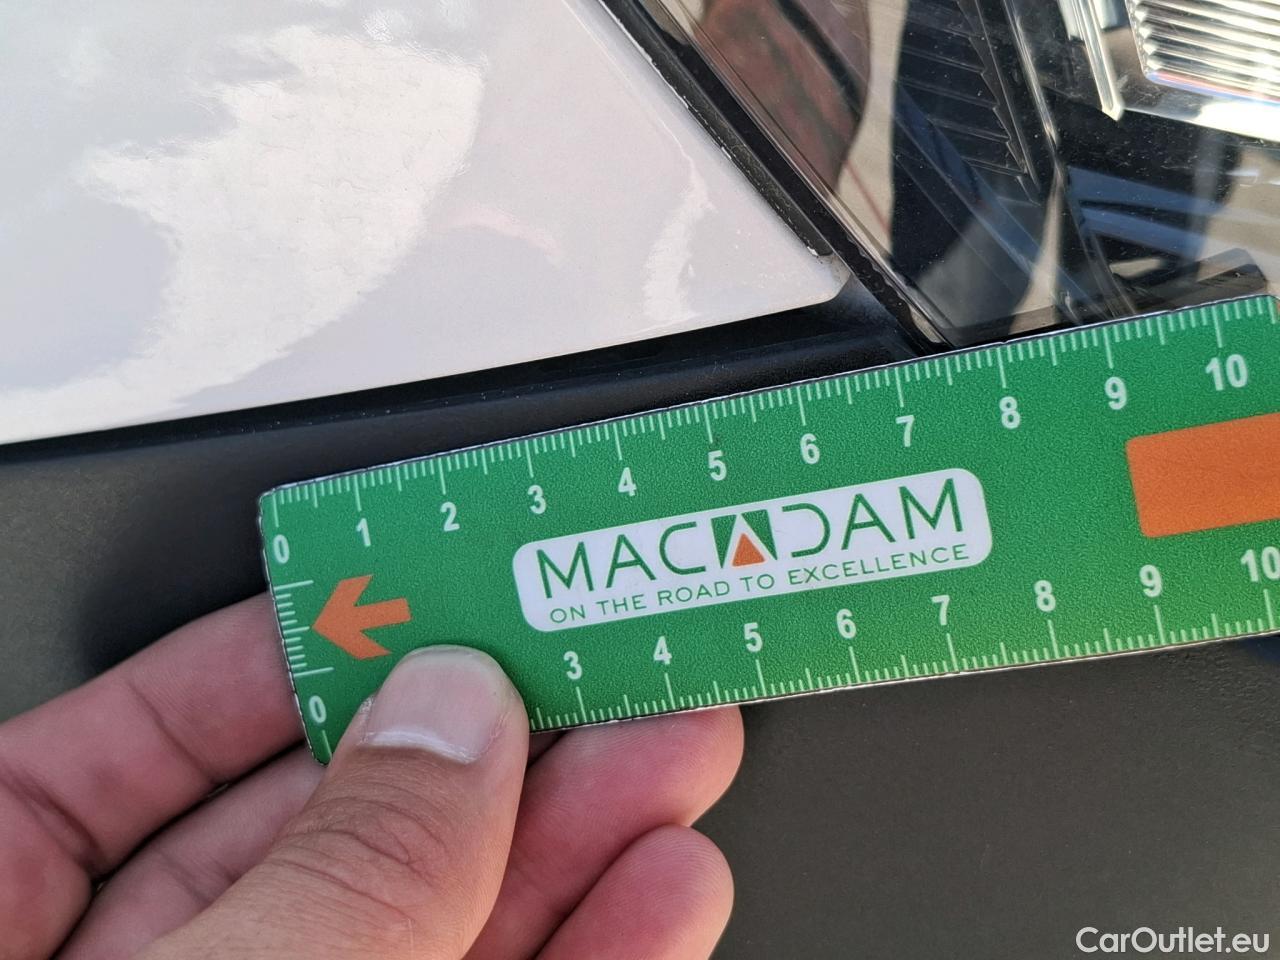 0 1 2 3 4 5 6 7 8 9 10
MACADAM
ON THE ROAD TO EXCELLENCE
0 3 4 5 6 7 8 9 10
CarOutlet.eu